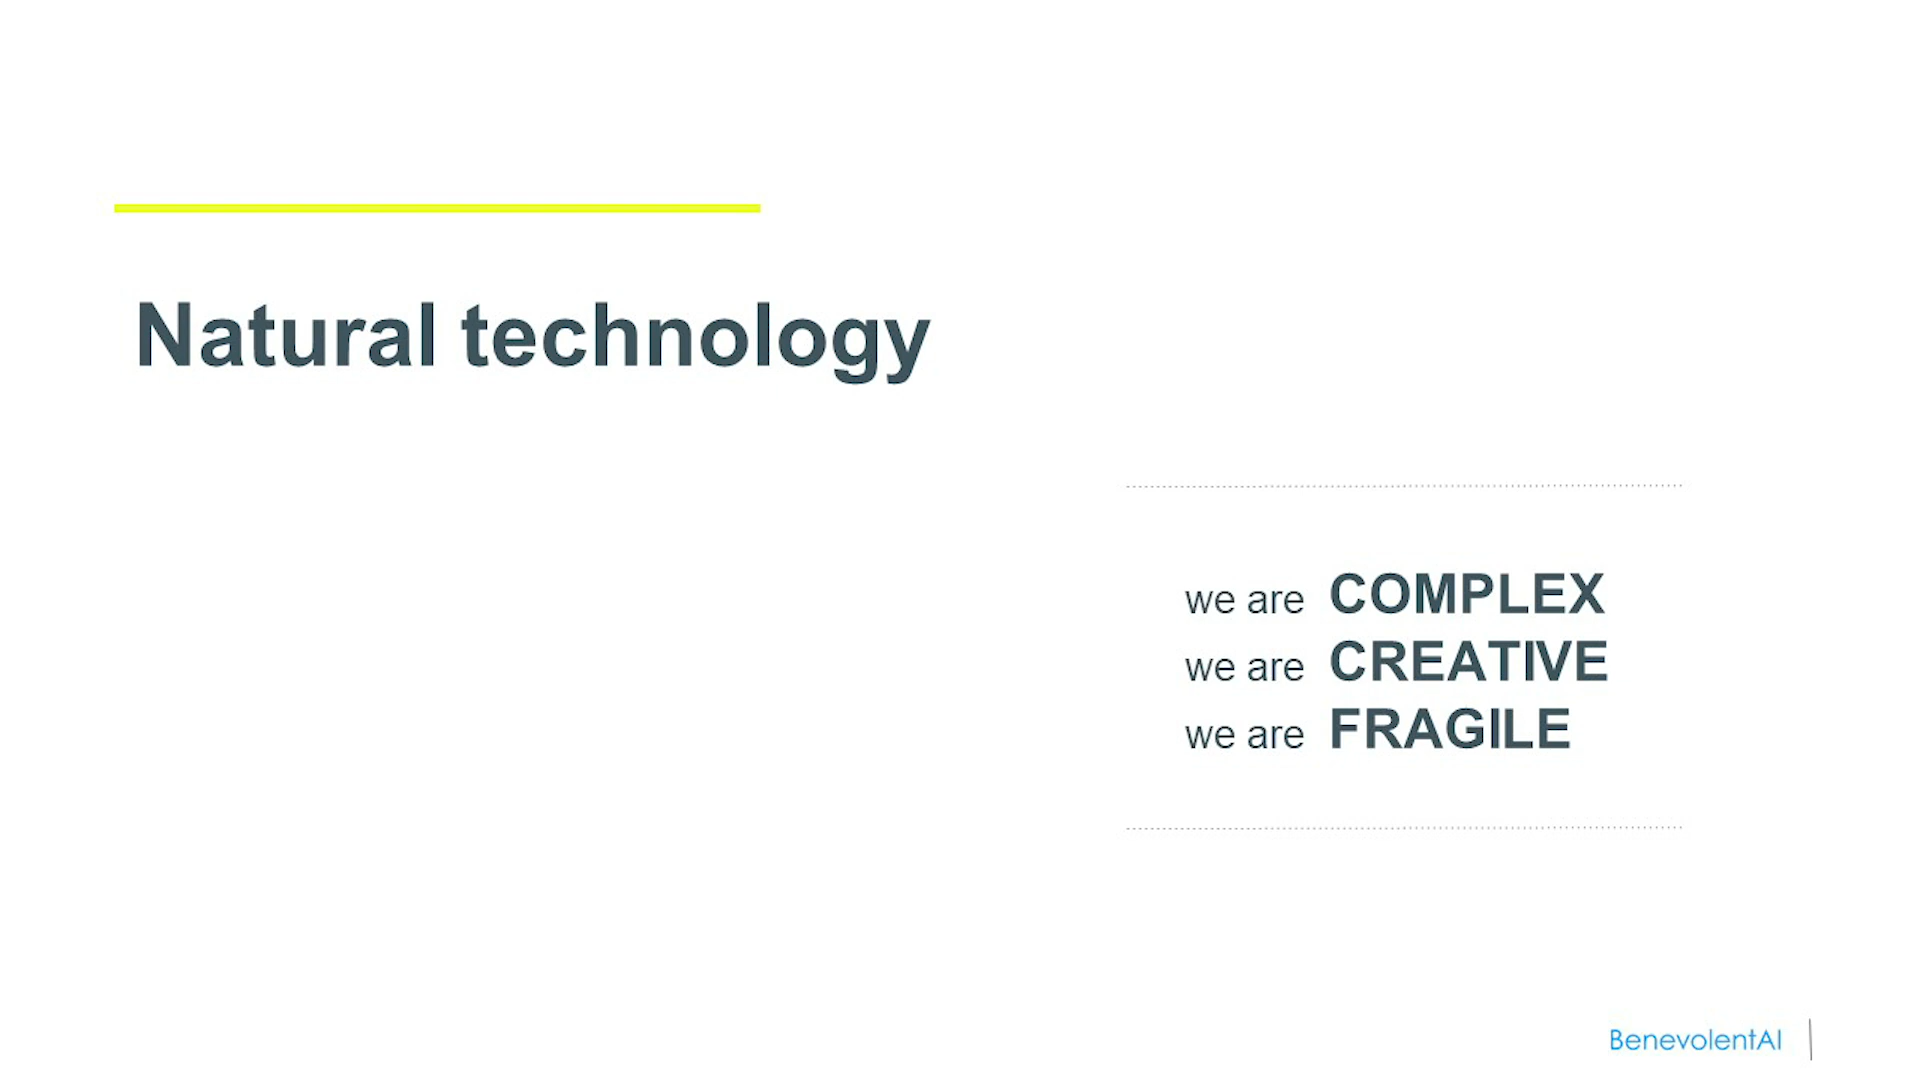 Natural technology
we are COMPLEX
we are CREATIVE
we are FRAGILE
BenevolentAI